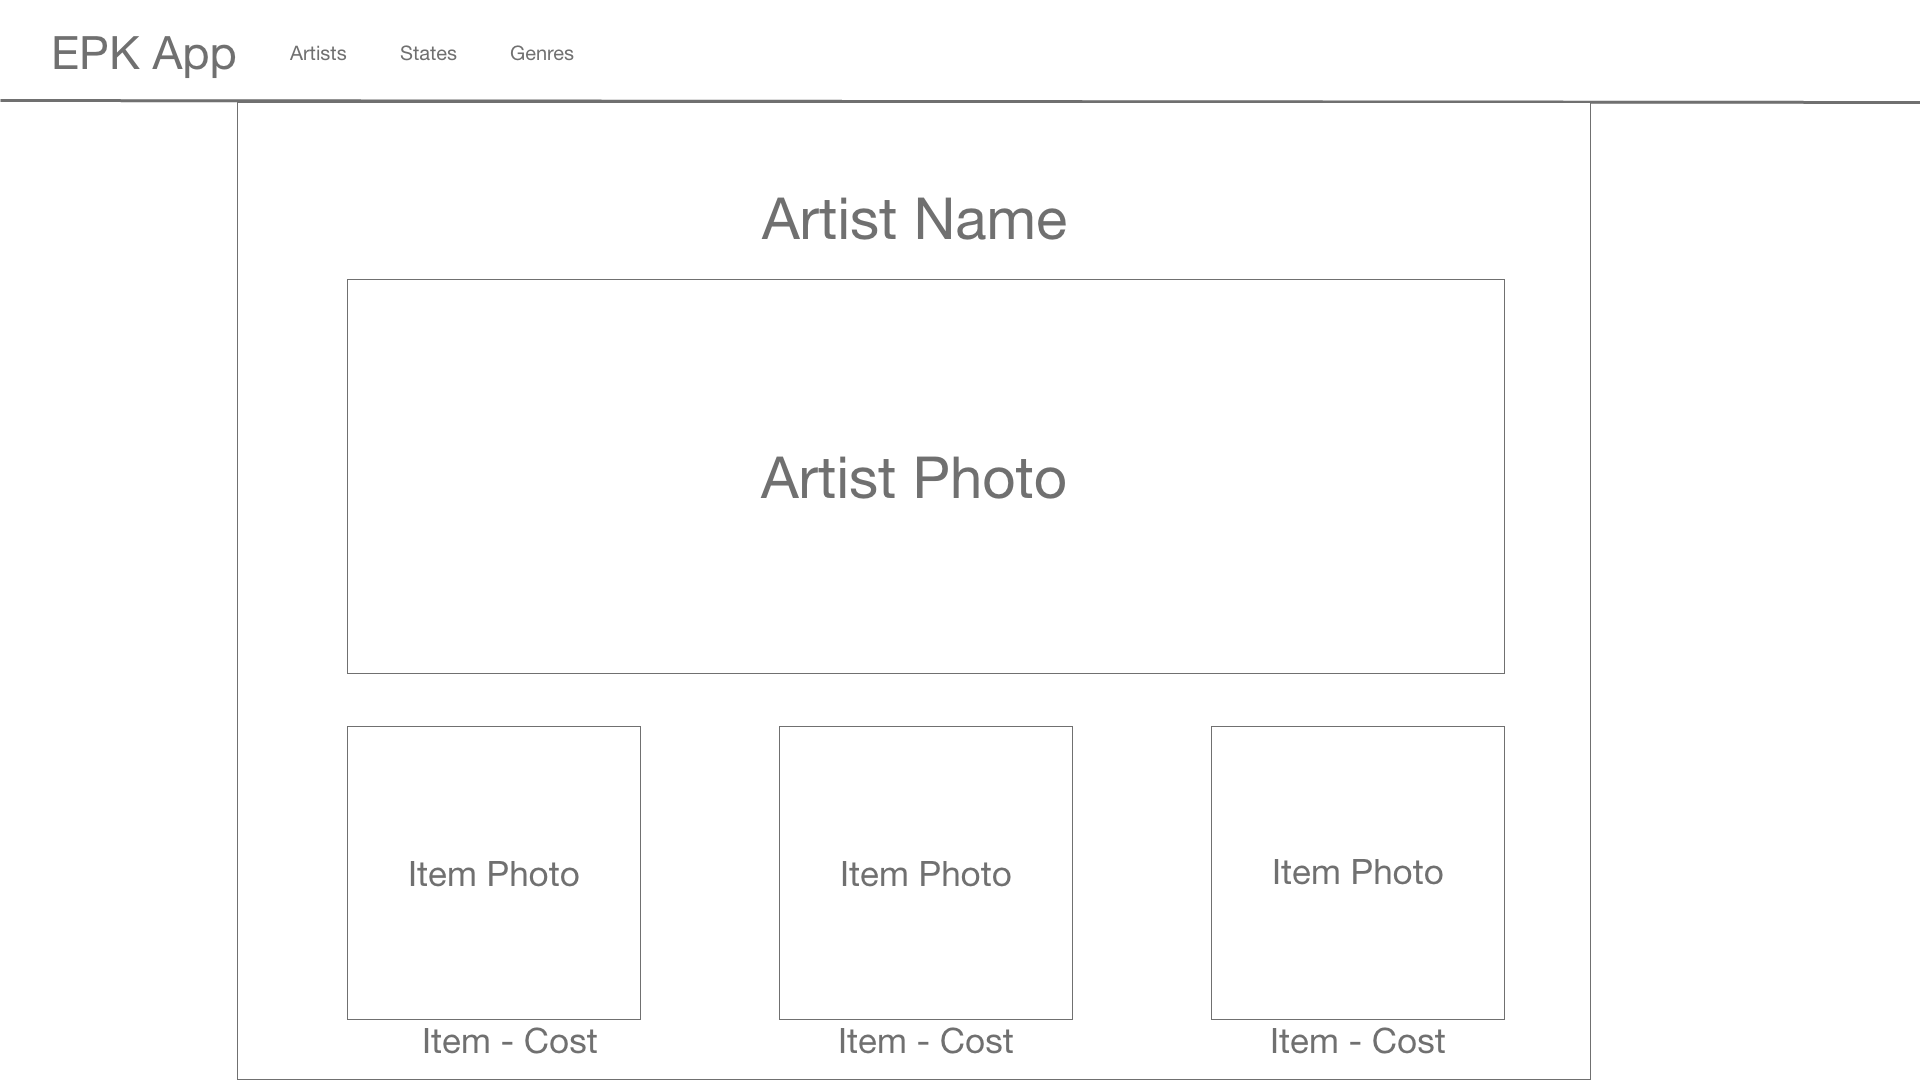 EPK App Artists States Genres
Artist Name
Artist Photo
Item Photo Item Photo Item Photo
Item - Cost Item - Cost Item - Cost